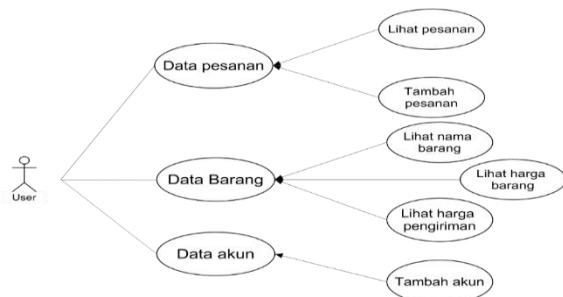 Lihat pesanan
Data pesanan
Tambah
pesanan
Lihat nama
barang
User
Data Barang
Lihat harga
barang
Lihat harga
pengiriman
Data akun
Tambah akun